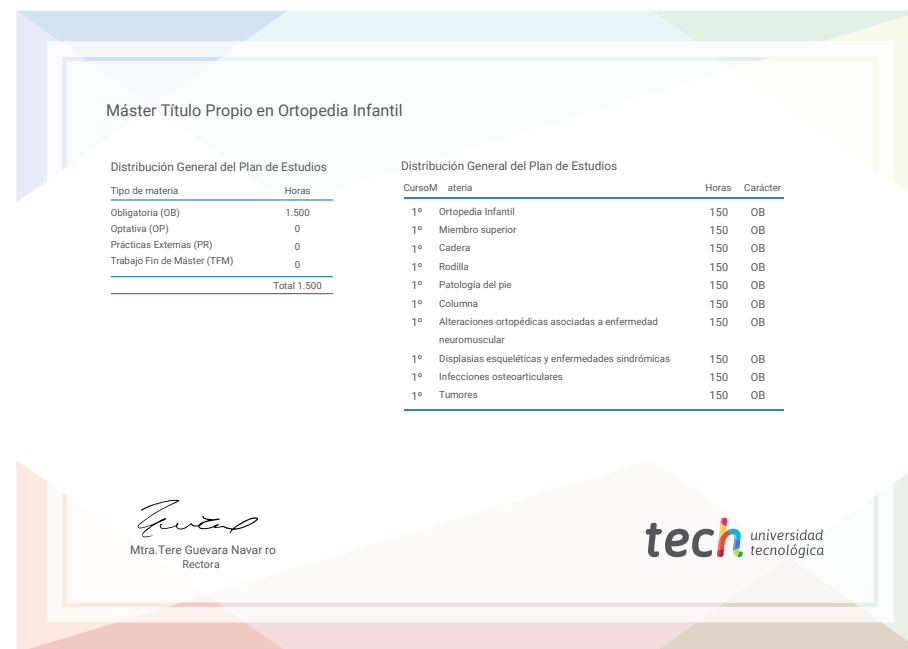 Máster Título Propio en Ortopedia Infantil
Distribución General del Plan de Estudios
Tipo de materia Horas
Obligatoria (OB) 1.500
Optativa (OP) 0
Prácticas Externas (PR) 0
Trabajo Fin de Máster (TFM) 0
Total 1.500
Distribución General del Plan de Estudios
CursoM ateria Horas Carácter
1º Ortopedia Infantil 150 OB
1º Miembro superior 150 OB
1º Cadera 150 OB
1º Rodilla 150 OB
1º Patología del pie 150 OB
1º Columna 150 OB
1º Alteraciones ortopédicas asociadas a enfermedad 150 OB
neuromuscular
1º Displasias esqueléticas y enfermedades sindrómicas 150 OB
1º Infecciones osteoarticulares 150 OB
1º Tumores 150 OB
Mtra.Tere Guevara Navar ro
Rectora
tech universidad
tecnológica